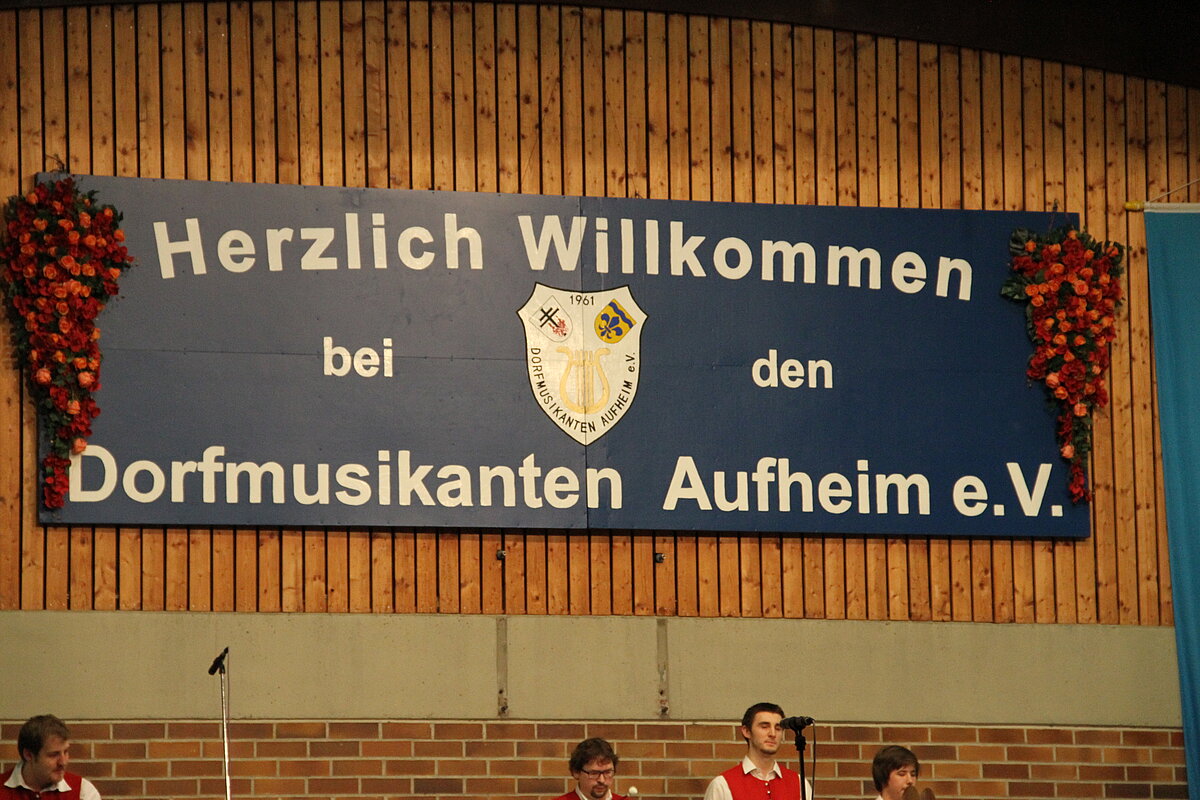 Herzlich Willkommen
1961
bei den
DORFMUSIKANTEN AUFHEIM e.V.
Dorfmusikanten Aufheim e.V.